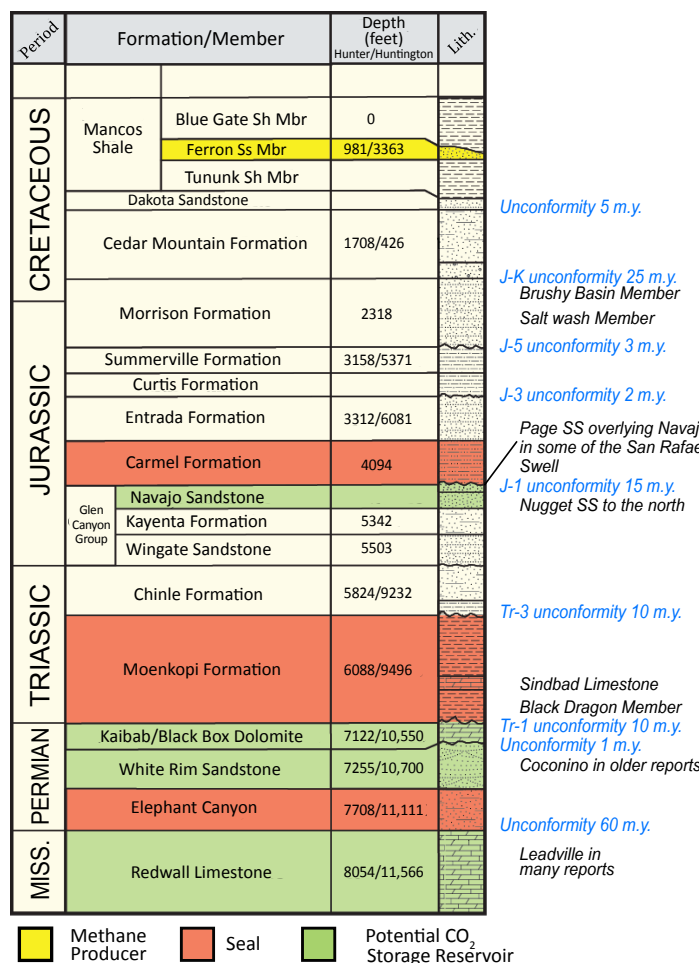 Period
Formation/Member
Depth
(feet)
Hunter/Huntington
Lith.
CRETACEOUS
Mancos
Shale
Blue Gate Sh Mbr
0
Ferron Ss Mbr
981/3363
Tununk Sh Mbr
Dakota Sandstone
Unconformity 5 m.y.
Cedar Mountain Formation
1708/426
J-K unconformity 25 m.y.
Brushy Basin Member
JURASSIC
Morrison Formation
2318
Salt wash Member
J-5 unconformity 3 m.y.
Summerville Formation
3158/5371
Curtis Formation
J-3 unconformity 2 m.y.
Entrada Formation
3312/6081
Page SS overlying Navaj
in some of the San Rafae
Swell
Carmel Formation
4094
J-1 unconformity 15 m.y.
Glen
Canyon
Group
Navajo Sandstone
Nugget SS to the north
Kayenta Formation
5342
Wingate Sandstone
5503
TRIASSIC
Chinle Formation
5824/9232
Tr-3 unconformity 10 m.y.
Moenkopi Formation
6088/9496
Sindbad Limestone
Black Dragon Member
Tr-1 unconformity 10 m.y.
PERMIAN
Kaibab/Black Box Dolomite
7122/10,550
Unconformity 1 m.y.
White Rim Sandstone
7255/10,700
Coconino in older reports
Elephant Canyon
7708/11,111
Unconformity 60 m.y.
MISS.
Redwall Limestone
8054/11,566
Leadville in
many reports
Methane
Producer
Seal
Potential CO₂
Storage Reservoir